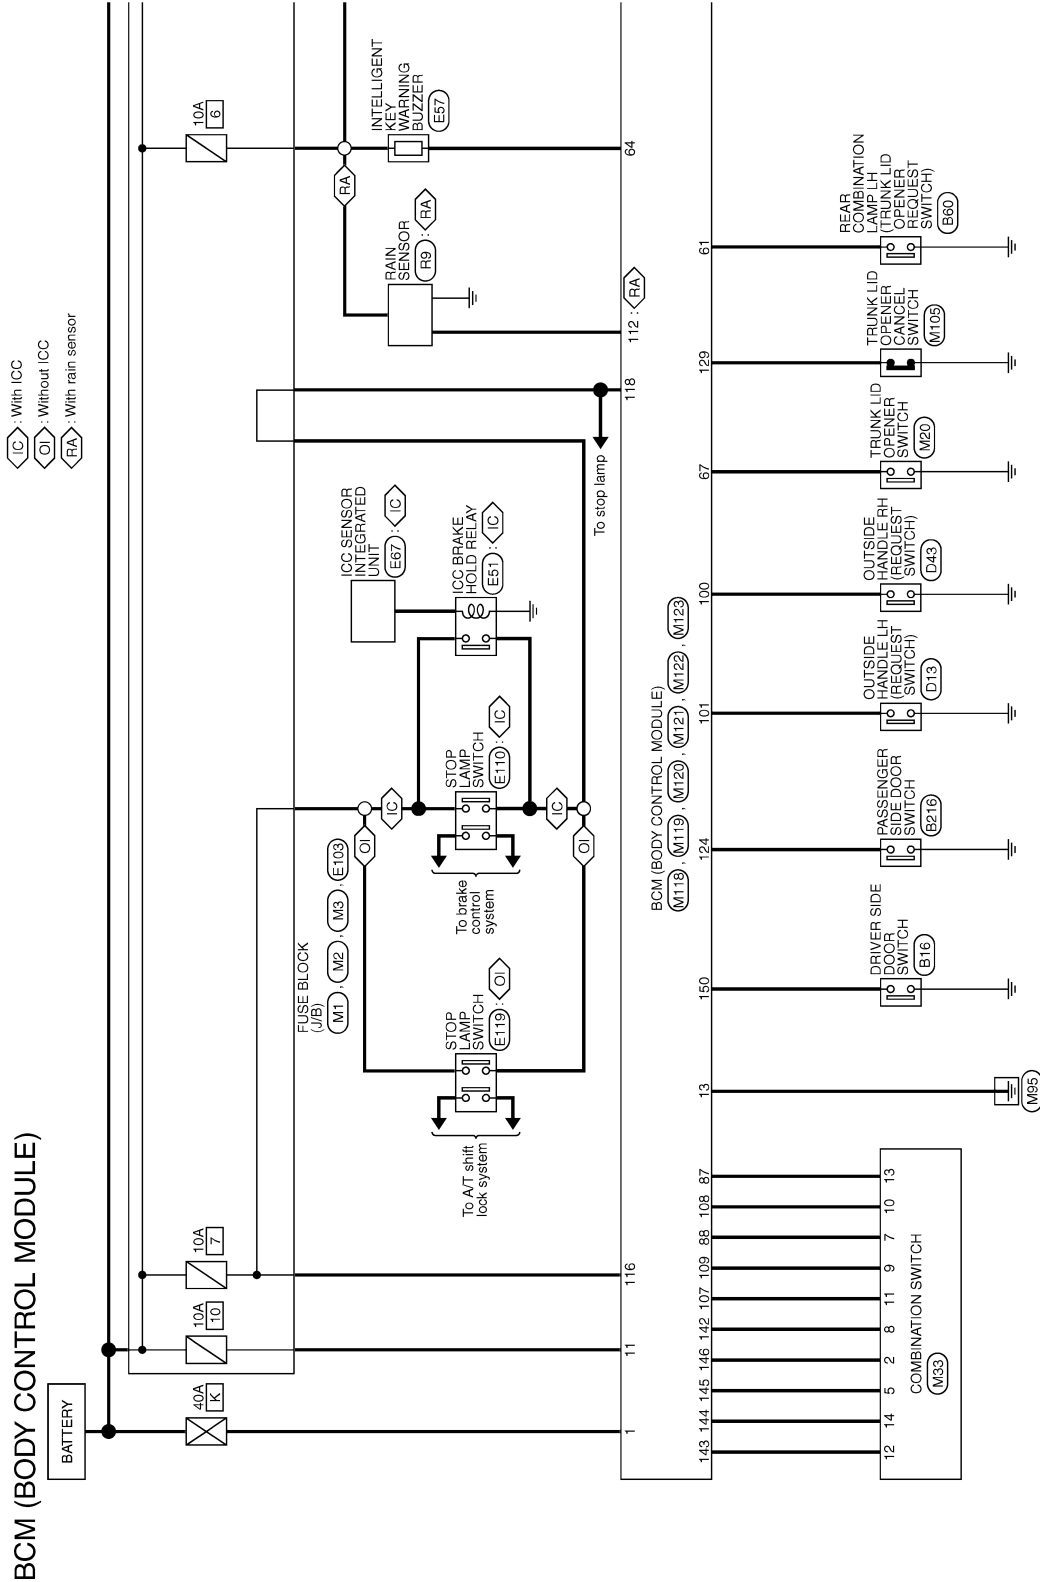 BCM (BODY CONTROL MODULE)
IC : With ICC
OI : Without ICC
RA : With rain sensor
BATTERY
40A
K
10A
10
10A
7
10A
6
FUSE BLOCK
(J/B)
M1 , M2 , M3 , E103
OI
IC
RA
STOP
LAMP
SWITCH
E119 : OI
To A/T shift
lock system
STOP
LAMP
SWITCH
E110 : IC
To brake
control
system
IC
OI
ICC SENSOR
INTEGRATED
UNIT
E67 : IC
ICC BRAKE
HOLD RELAY
E51 : IC
To stop lamp
RAIN
SENSOR
R9 : RA
INTELLIGENT
KEY
WARNING
BUZZER
E57
1
11
116
118
112 : RA
64
BCM (BODY CONTROL MODULE)
M118 , M119 , M120 , M121 , M122 , M123
143
144
145
146
142
107
109
88
108
87
13
150
124
101
100
67
129
61
12
14
5
2
8
11
9
7
10
13
COMBINATION SWITCH
M33
M95
DRIVER SIDE
DOOR
SWITCH
B16
PASSENGER
SIDE DOOR
SWITCH
B216
OUTSIDE
HANDLE LH
(REQUEST
SWITCH)
D13
OUTSIDE
HANDLE RH
(REQUEST
SWITCH)
D43
TRUNK LID
OPENER
SWITCH
M20
TRUNK LID
OPENER
CANCEL
SWITCH
M105
REAR
COMBINATION
LAMP LH
(TRUNK LID
OPENER
REQUEST
SWITCH)
B60